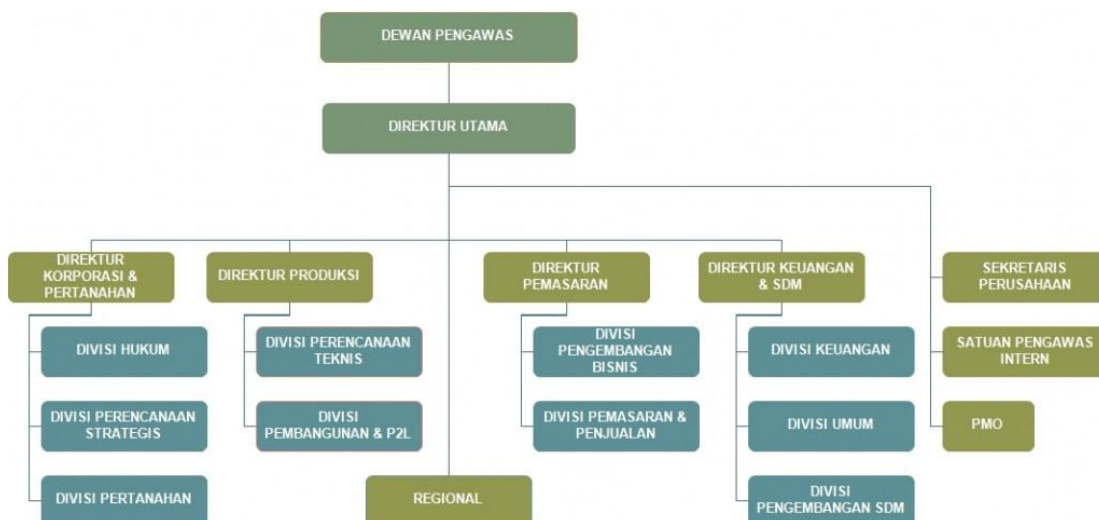 DEWAN PENGAWAS
DIREKTUR UTAMA
DIREKTUR
KORPORASI &
PERTANAHAN
DIREKTUR PRODUKSI
DIREKTUR
PEMASARAN
DIREKTUR KEUANGAN
& SDM
SEKRETARIS
PERUSAHAAN
DIVISI HUKUM
DIVISI PERENCANAAN
TEKNIS
DIVISI
PENGEMBANGAN
BISNIS
DIVISI KEUANGAN
SATUAN PENGAWAS
INTERN
DIVISI PERENCANAAN
STRATEGIS
DIVISI
PEMBANGUNAN & P2L
DIVISI PEMASARAN &
PENJUALAN
DIVISI UMUM
PMO
DIVISI PERTANAHAN
REGIONAL
DIVISI
PENGEMBANGAN SDM